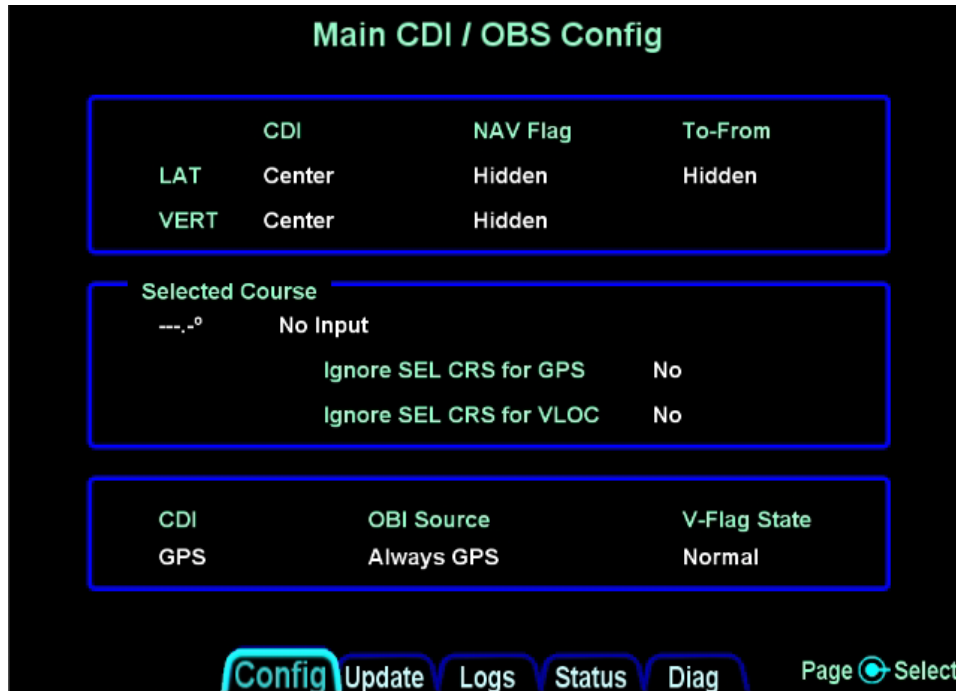 Main CDI / OBS Config
CDI NAV Flag To-From
LAT Center Hidden Hidden
VERT Center Hidden
Selected Course
---.-º No Input
Ignore SEL CRS for GPS No
Ignore SEL CRS for VLOC No
CDI OBI Source V-Flag State
GPS Always GPS Normal
Config Update Logs Status Diag Page Select